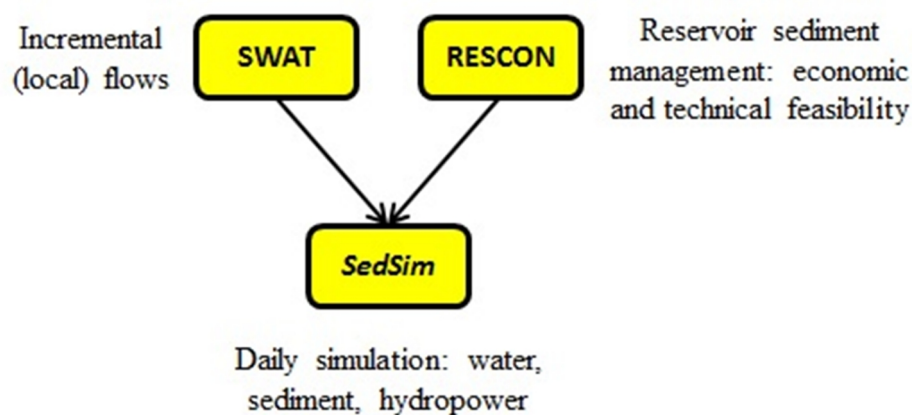 Incremental
(local) flows
SWAT
RESCON
Reservoir sediment
management: economic
and technical feasibility
SedSim
Daily simulation: water,
sediment, hydropower